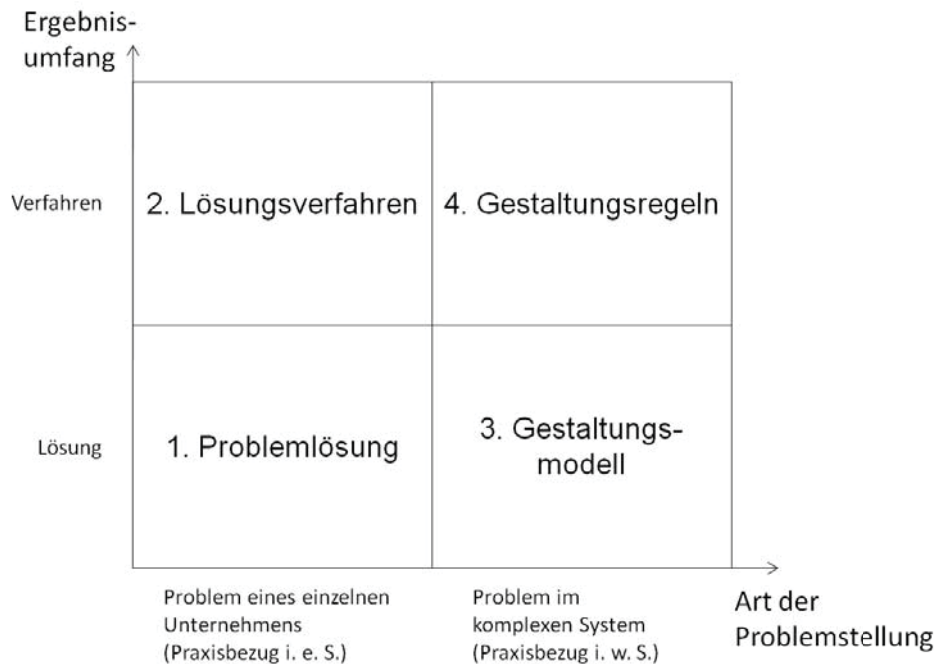 Ergebnis-
umfang
Verfahren
2. Lösungsverfahren
4. Gestaltungsregeln
Lösung
1. Problemlösung
3. Gestaltungs-
modell
Problem eines einzelnen
Unternehmens
(Praxisbezug i. e. S.)
Problem im
komplexen System
(Praxisbezug i. w. S.)
Art der
Problemstellung